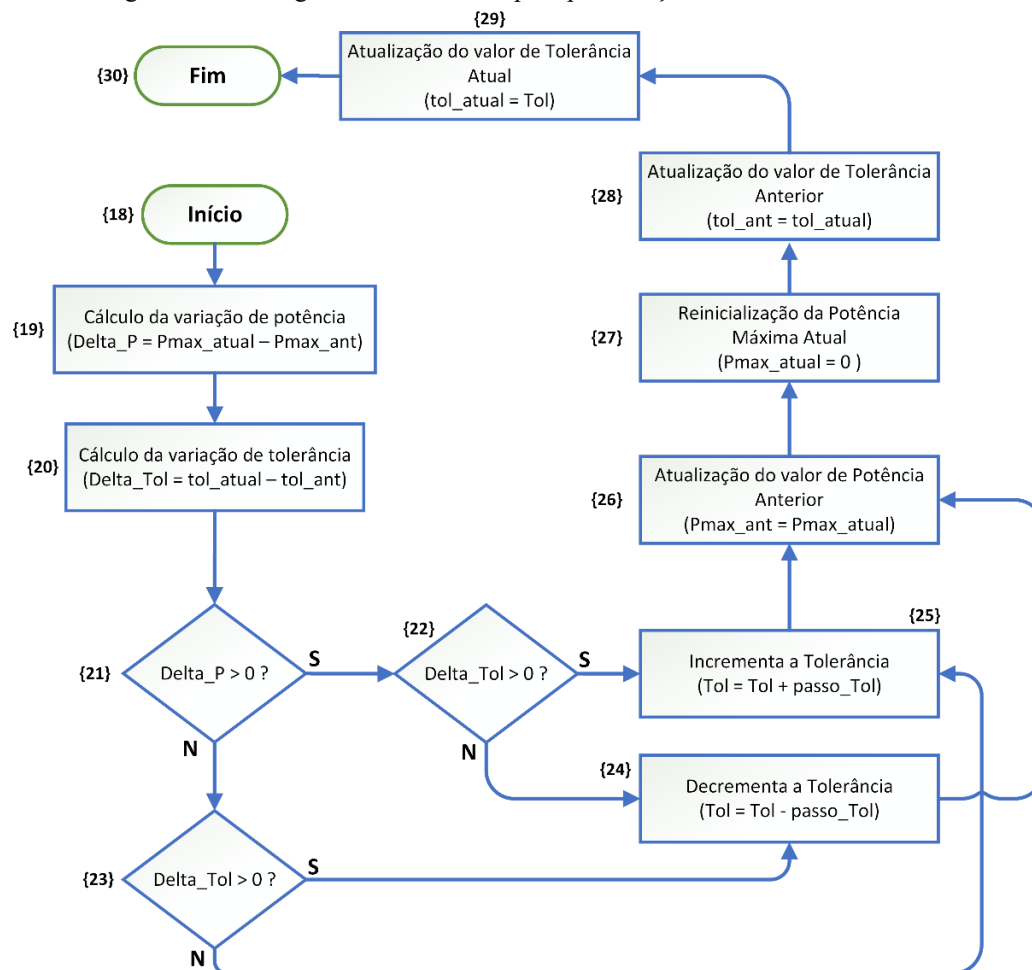 {29}
Atualização do valor de Tolerância
Atual
(tol_atual = Tol)
{30}
Fim
{18}
Início
{28}
Atualização do valor de Tolerância
Anterior
(tol_ant = tol_atual)
{19}
Cálculo da variação de potência
(Delta_P = Pmax_atual – Pmax_ant)
{27}
Reinicialização da Potência
Máxima Atual
(Pmax_atual = 0 )
{20}
Cálculo da variação de tolerância
(Delta_Tol = tol_atual – tol_ant)
{26}
Atualização do valor de Potência
Anterior
(Pmax_ant = Pmax_atual)
{21}
Delta_P > 0 ?
S
N
{22}
Delta_Tol > 0 ?
S
N
{25}
Incrementa a Tolerância
(Tol = Tol + passo_Tol)
{24}
Decrementa a Tolerância
(Tol = Tol - passo_Tol)
{23}
Delta_Tol > 0 ?
S
N